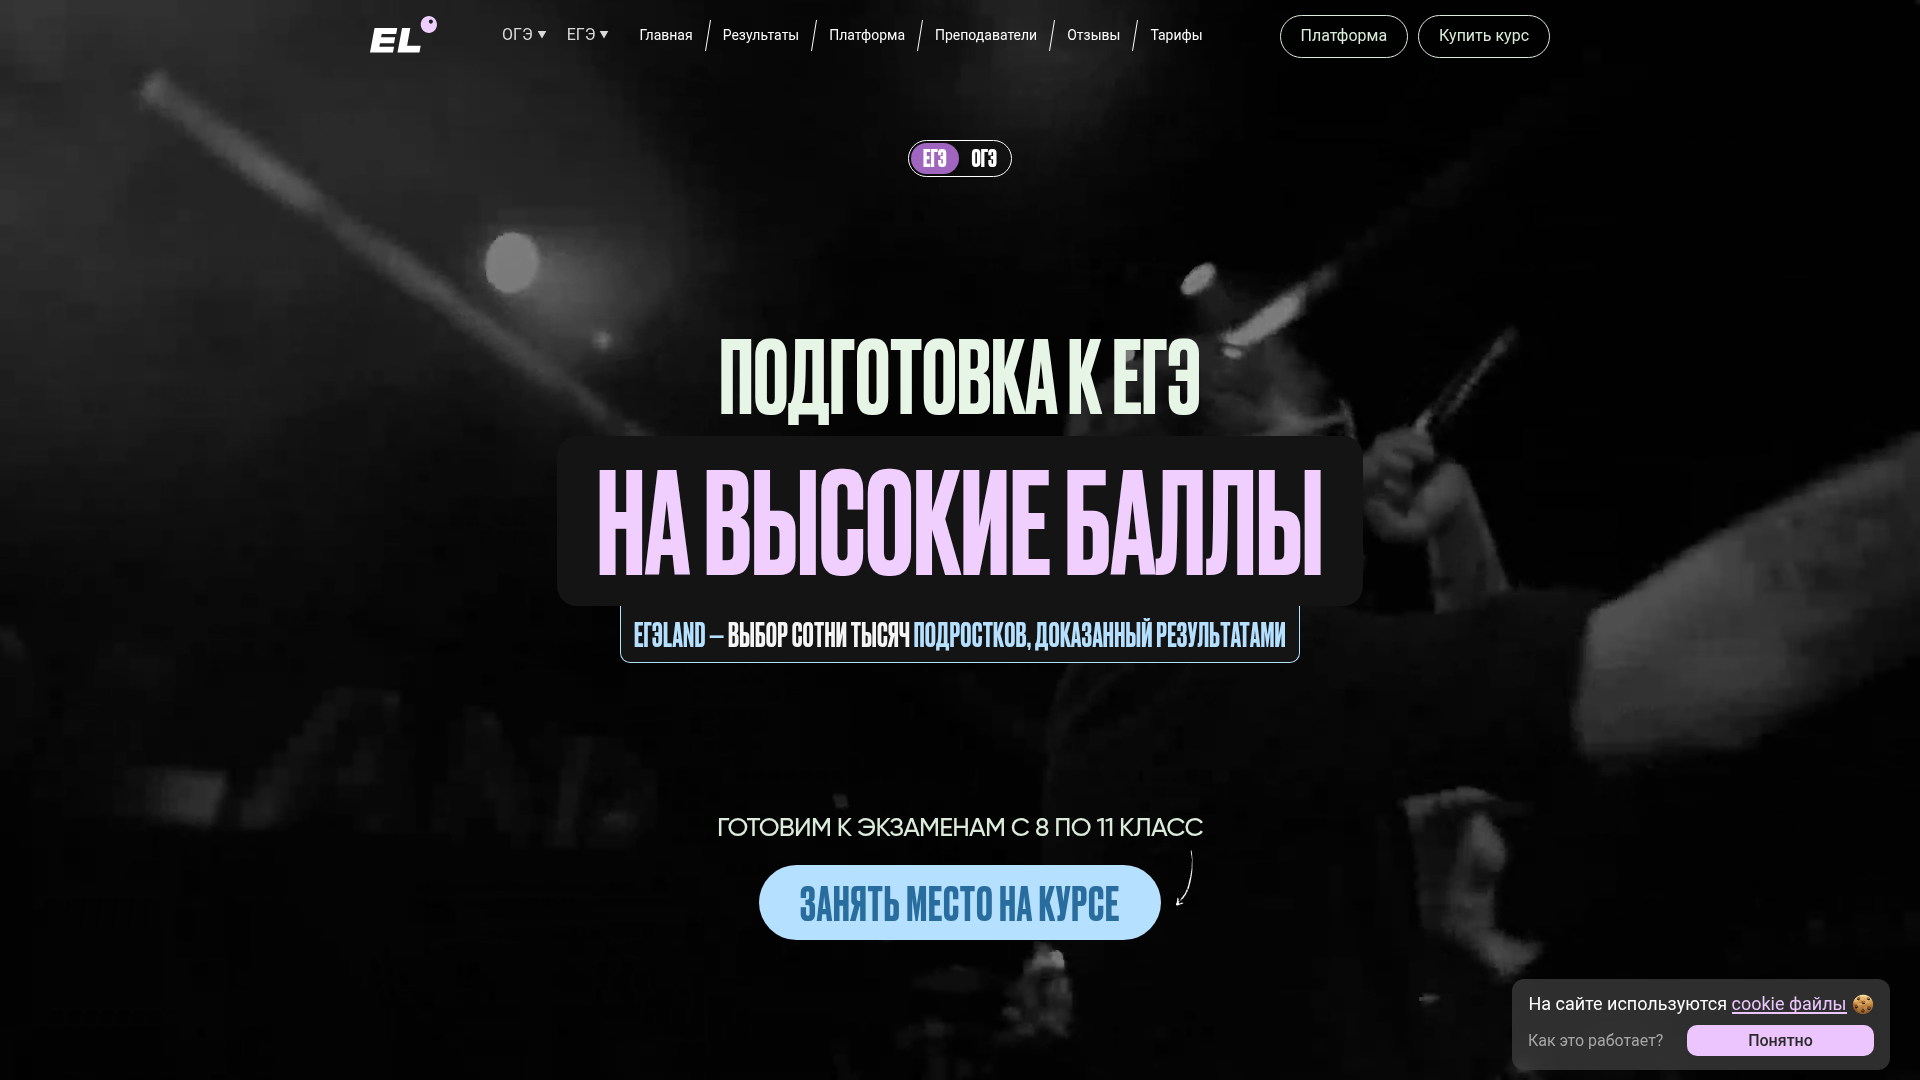 EL
ОГЭ ▼ ЕГЭ ▼ Главная / Результаты / Платформа / Преподаватели / Отзывы / Тарифы
Платформа Купить курс
ЕГЭ ОГЭ
ПОДГОТОВКА К ЕГЭ
НА ВЫСОКИЕ БАЛЛЫ
ЕГЭLAND – ВЫБОР СОТНИ ТЫСЯЧ ПОДРОСТКОВ, ДОКАЗАННЫЙ РЕЗУЛЬТАТАМИ
ГОТОВИМ К ЭКЗАМЕНАМ С 8 ПО 11 КЛАСС
ЗАНЯТЬ МЕСТО НА КУРСЕ
На сайте используются cookie файлы 🍪
Как это работает? Понятно